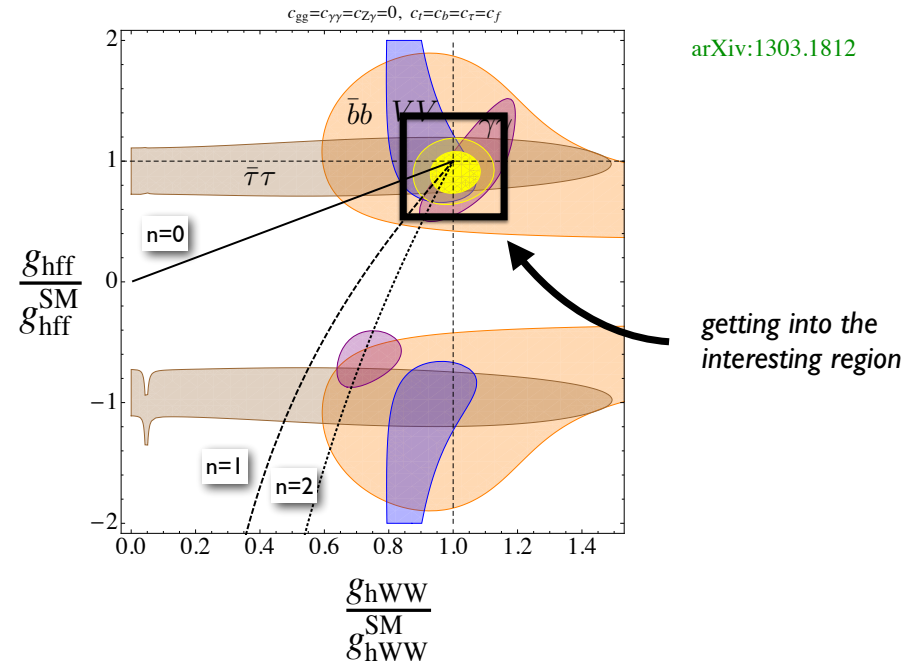 c_gg=c_γγ=c_Zγ=0, c_t=c_b=c_τ=c_f
arXiv:1303.1812
2
b̄b VV γγ
1
τ̄τ
n=0
g_hff
g_hff^SM
0
getting into the
interesting region
−1
n=1
n=2
−2
0.0 0.2 0.4 0.6 0.8 1.0 1.2 1.4
g_hWW
g_hWW^SM